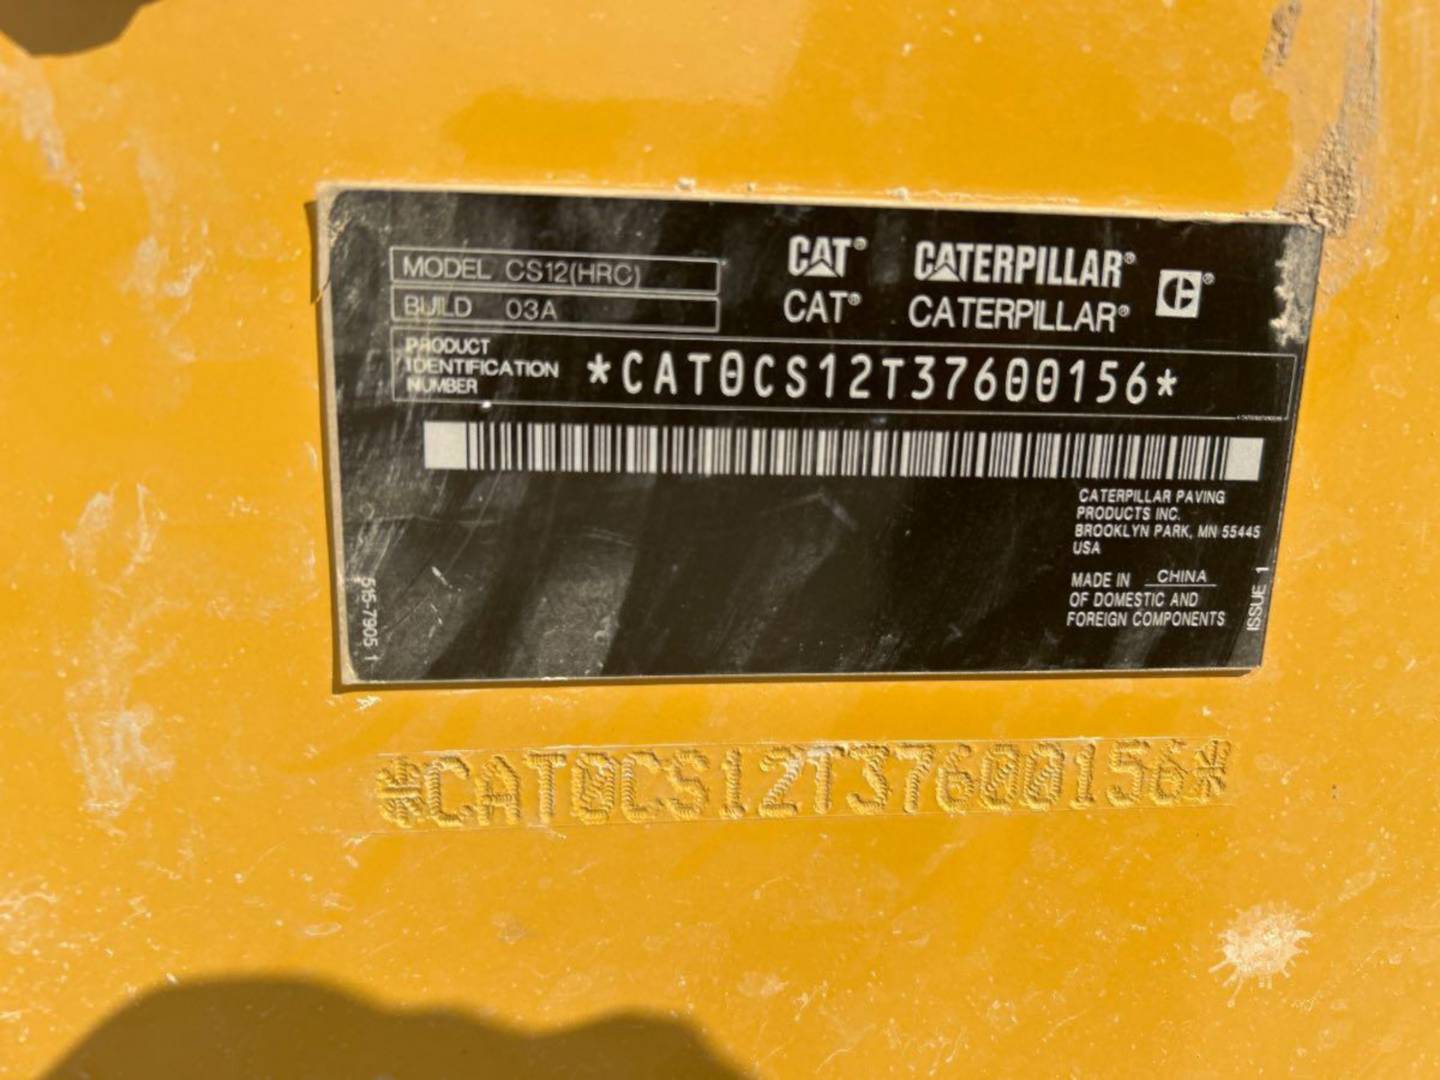 MODEL CS12(HRC)
BUILD 03A
CAT® CATERPILLAR® ®
CAT® CATERPILLAR®
PRODUCT
IDENTIFICATION
NUMBER
*CAT0CS12T37600156*
CATERPILLAR PAVING
PRODUCTS INC.
BROOKLYN PARK, MN 55445
USA
MADE IN CHINA
OF DOMESTIC AND
FOREIGN COMPONENTS
ISSUE 1
515-7905 1
*CAT0CS12T37600156*